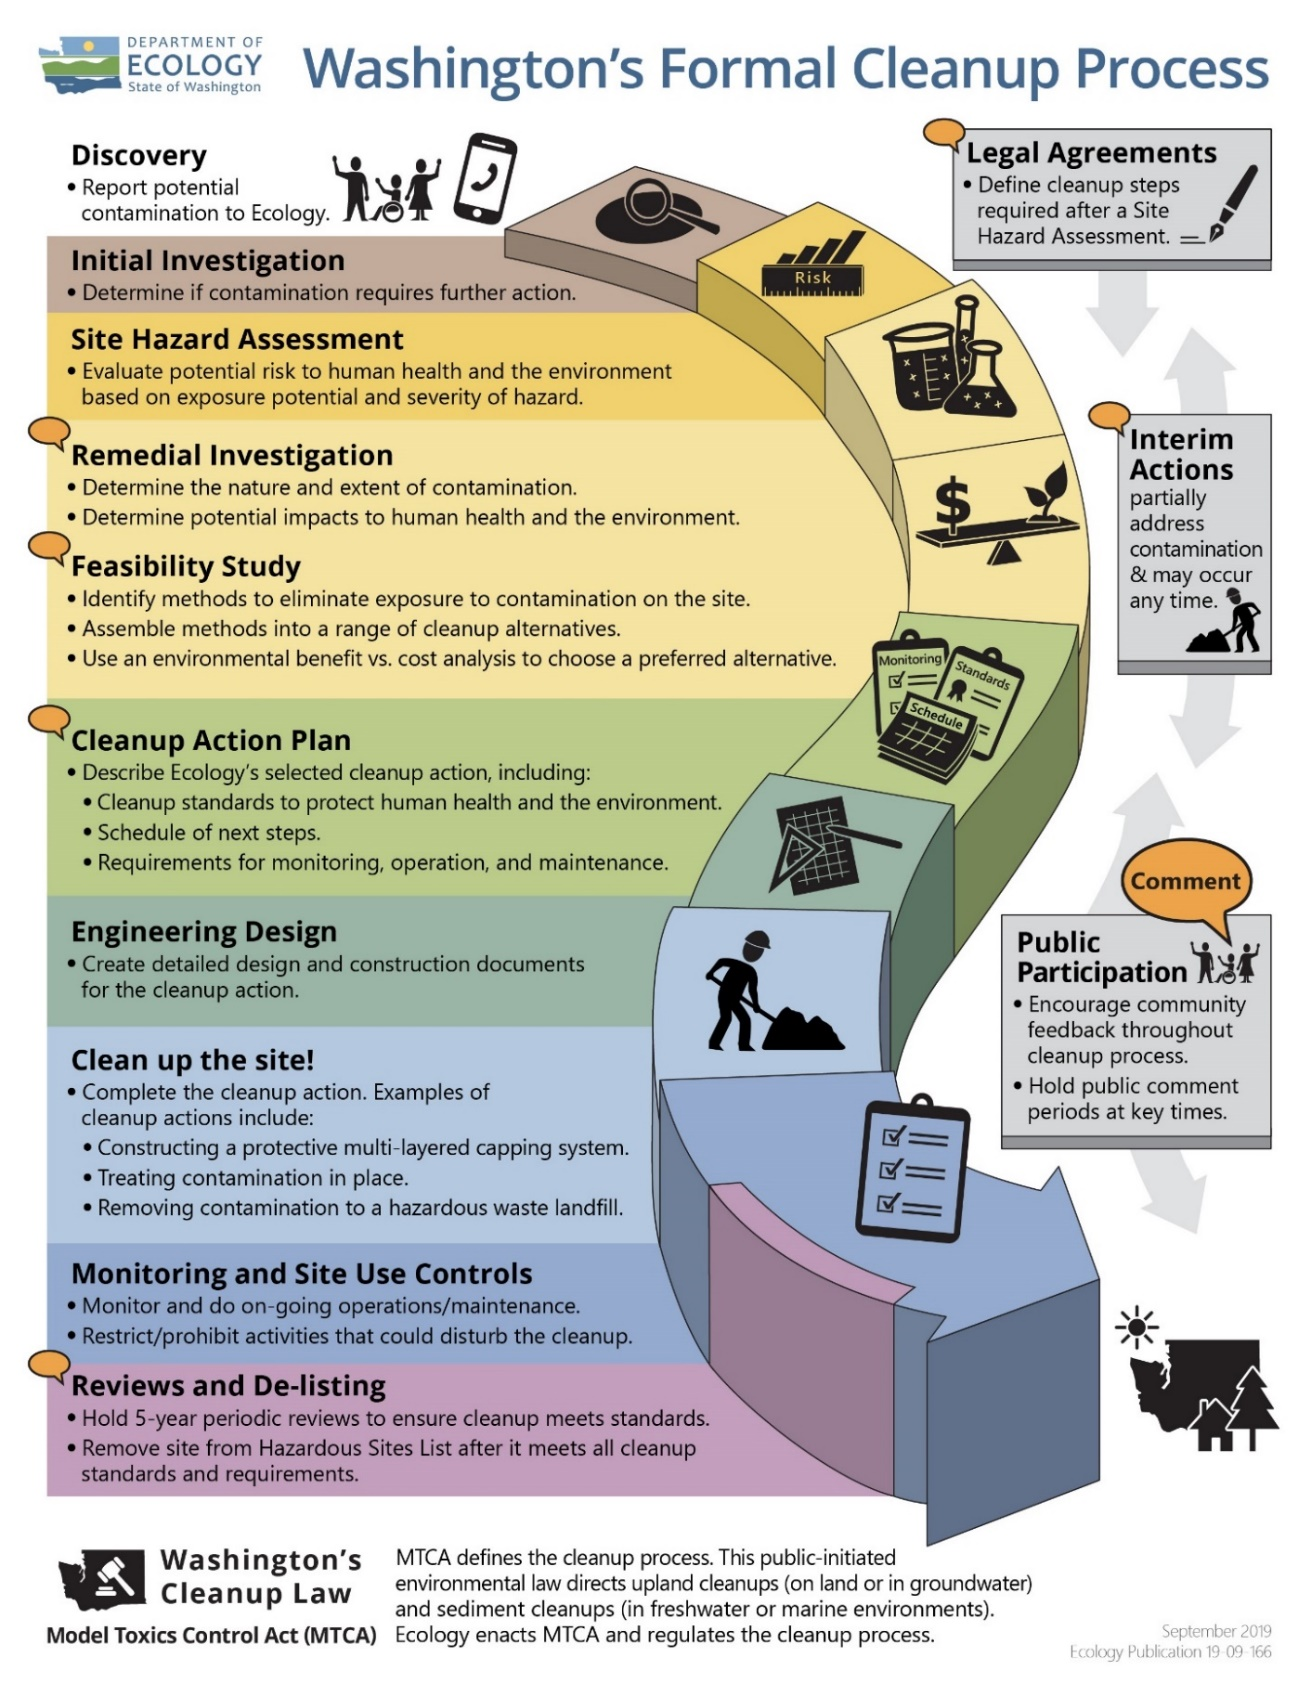 DEPARTMENT OF
ECOLOGY
State of Washington
Washington's Formal Cleanup Process
Discovery
• Report potential
contamination to Ecology.
Initial Investigation
• Determine if contamination requires further action.
Site Hazard Assessment
• Evaluate potential risk to human health and the environment
based on exposure potential and severity of hazard.
Remedial Investigation
• Determine the nature and extent of contamination.
• Determine potential impacts to human health and the environment.
Feasibility Study
• Identify methods to eliminate exposure to contamination on the site.
• Assemble methods into a range of cleanup alternatives.
• Use an environmental benefit vs. cost analysis to choose a preferred alternative.
Cleanup Action Plan
• Describe Ecology's selected cleanup action, including:
• Cleanup standards to protect human health and the environment.
• Schedule of next steps.
• Requirements for monitoring, operation, and maintenance.
Engineering Design
• Create detailed design and construction documents
for the cleanup action.
Clean up the site!
• Complete the cleanup action. Examples of
cleanup actions include:
• Constructing a protective multi-layered capping system.
• Treating contamination in place.
• Removing contamination to a hazardous waste landfill.
Monitoring and Site Use Controls
• Monitor and do on-going operations/maintenance.
• Restrict/prohibit activities that could disturb the cleanup.
Reviews and De-listing
• Hold 5-year periodic reviews to ensure cleanup meets standards.
• Remove site from Hazardous Sites List after it meets all cleanup
standards and requirements.
Risk
$
Monitoring
Standards
Schedule
Legal Agreements
• Define cleanup steps
required after a Site
Hazard Assessment.
Interim
Actions
partially
address
contamination
& may occur
any time.
Comment
Public
Participation
• Encourage community
feedback throughout
cleanup process.
• Hold public comment
periods at key times.
Washington's
Cleanup Law
Model Toxics Control Act (MTCA)
MTCA defines the cleanup process. This public-initiated
environmental law directs upland cleanups (on land or in groundwater)
and sediment cleanups (in freshwater or marine environments).
Ecology enacts MTCA and regulates the cleanup process.
September 2019
Ecology Publication 19-09-166